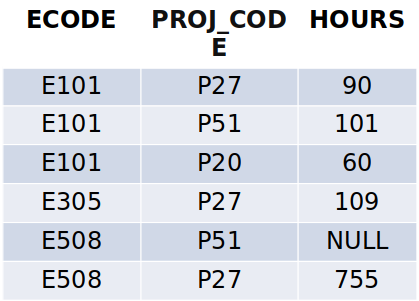 ECODE PROJ_COD HOURS
E
E101 P27 90
E101 P51 101
E101 P20 60
E305 P27 109
E508 P51 NULL
E508 P27 755